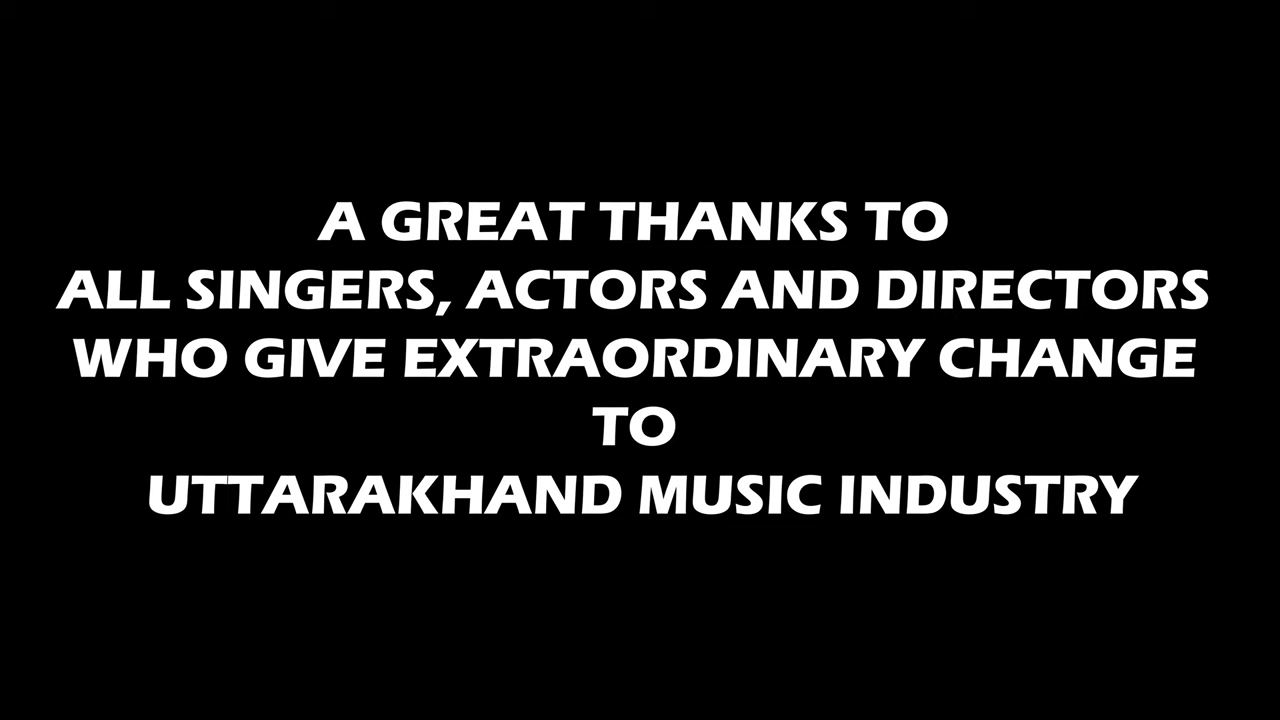 A GREAT THANKS TO
ALL SINGERS, ACTORS AND DIRECTORS
WHO GIVE EXTRAORDINARY CHANGE
TO
UTTARAKHAND MUSIC INDUSTRY